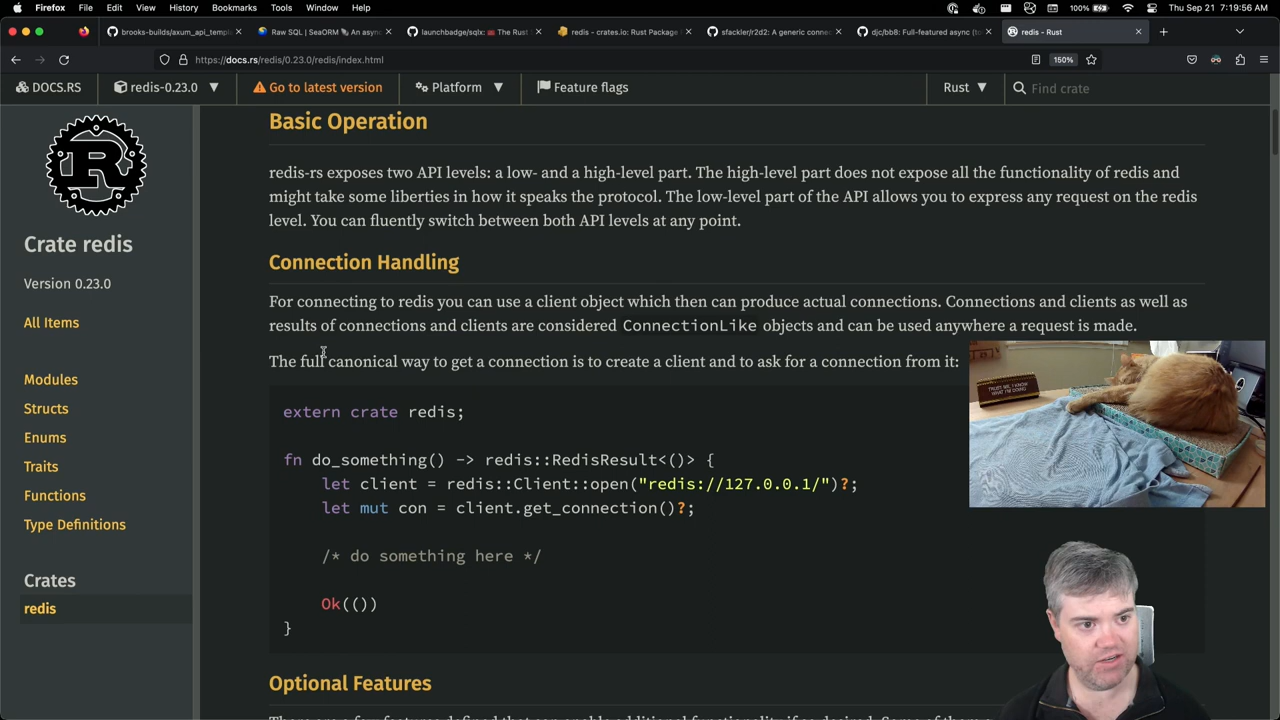 Firefox File Edit View History Bookmarks Tools Window Help 100% Thu Sep 21 7:19:56 AM
brooks-builds/axum_api_templ Raw SQL | SeaORM An asyn launchbadge/sqlx: The Rust redis - crates.io: Rust Package sfackler/r2d2: A generic conne djc/bb8: Full-featured async (to redis - Rust
https://docs.rs/redis/0.23.0/redis/index.html 150%
DOCS.RS redis-0.23.0 Go to latest version Platform Feature flags Rust Find crate
Crate redis
Version 0.23.0
All Items
Modules
Structs
Enums
Traits
Functions
Type Definitions
Crates
redis
Basic Operation
redis-rs exposes two API levels: a low- and a high-level part. The high-level part does not expose all the functionality of redis and
might take some liberties in how it speaks the protocol. The low-level part of the API allows you to express any request on the redis
level. You can fluently switch between both API levels at any point.
Connection Handling
For connecting to redis you can use a client object which then can produce actual connections. Connections and clients as well as
results of connections and clients are considered ConnectionLike objects and can be used anywhere a request is made.
The full canonical way to get a connection is to create a client and to ask for a connection from it:
extern crate redis;
fn do_something() -> redis::RedisResult<()> {
let client = redis::Client::open("redis://127.0.0.1/")?;
let mut con = client.get_connection()?;
/* do something here */
Ok(())
}
Optional Features
TRUST ME, I KNOW
WHAT I'M DOING